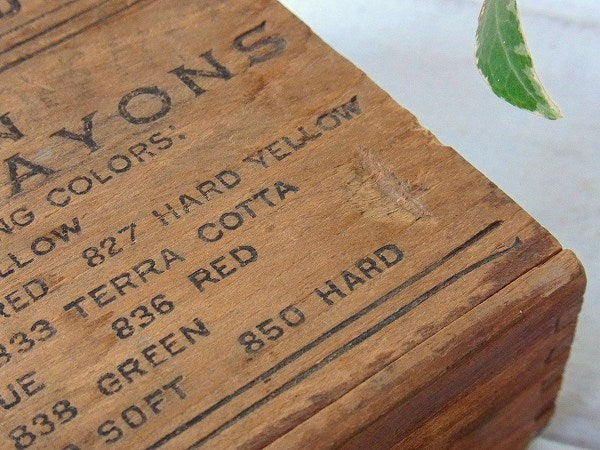 N
AYONS
NG COLORS:
LLOW 827 HARD YELLOW
RED 833 TERRA COTTA
836 RED
UE 838 GREEN 850 HARD
SOFT